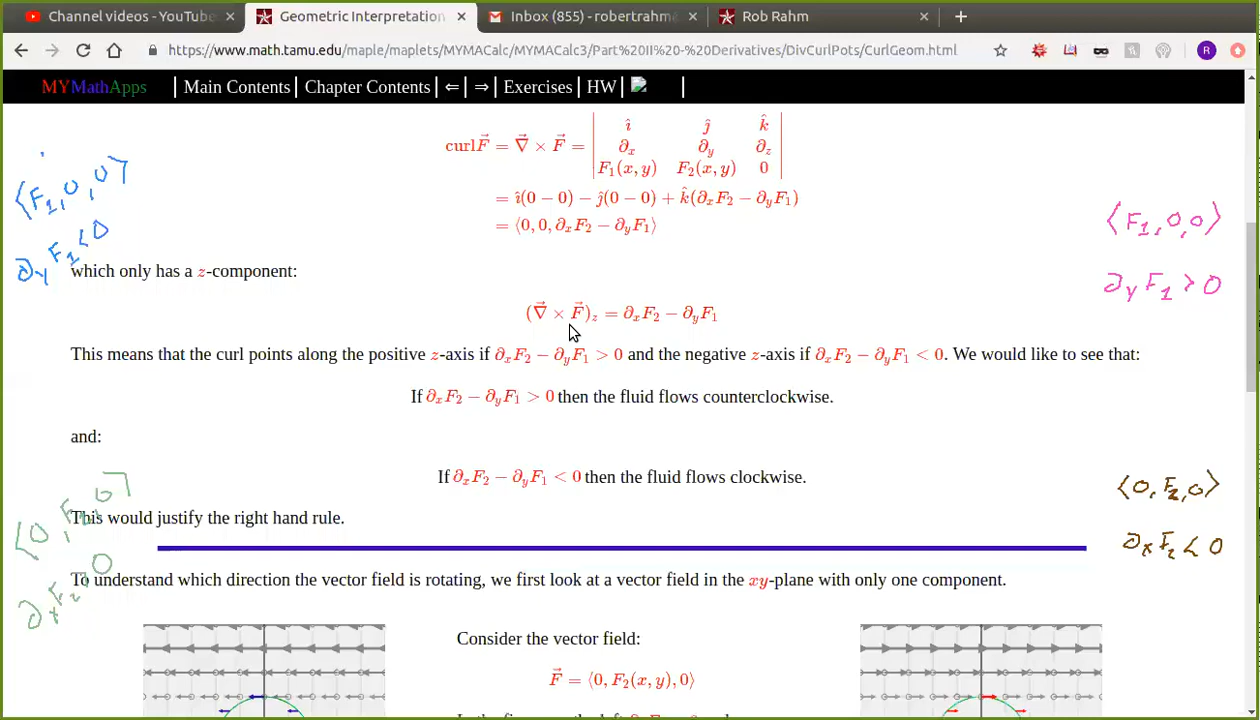 Channel videos - YouTube
Geometric Interpretation
Inbox (855) - robertrahm@
Rob Rahm
https://www.math.tamu.edu/maple/maplets/MYMACalc/MYMACalc3/Part%20II%20-%20Derivatives/DivCurlPots/CurlGeom.html
R
MYMathApps | Main Contents | Chapter Contents | ⇐ | ⇒ | Exercises | HW | |
curlF⃗ = ∇⃗ × F⃗ = | î ĵ k̂ |
| ∂x ∂y ∂z |
| F₁(x, y) F₂(x, y) 0 |
= î(0 − 0) − ĵ(0 − 0) + k̂(∂xF₂ − ∂yF₁)
= ⟨0, 0, ∂xF₂ − ∂yF₁⟩
⟨F₁, 0, 0⟩
∂yF₁ < 0
⟨F₁, 0, 0⟩
∂yF₁ > 0
which only has a z-component:
(∇⃗ × F⃗)z = ∂xF₂ − ∂yF₁
This means that the curl points along the positive z-axis if ∂xF₂ − ∂yF₁ > 0 and the negative z-axis if ∂xF₂ − ∂yF₁ < 0. We would like to see that:
If ∂xF₂ − ∂yF₁ > 0 then the fluid flows counterclockwise.
and:
If ∂xF₂ − ∂yF₁ < 0 then the fluid flows clockwise.
⟨0, F₂, 0⟩
⟨0, F₂, 0⟩
This would justify the right hand rule.
∂xF₂ 0
∂xF₂ < 0
To understand which direction the vector field is rotating, we first look at a vector field in the xy-plane with only one component.
Consider the vector field:
F⃗ = ⟨0, F₂(x, y), 0⟩